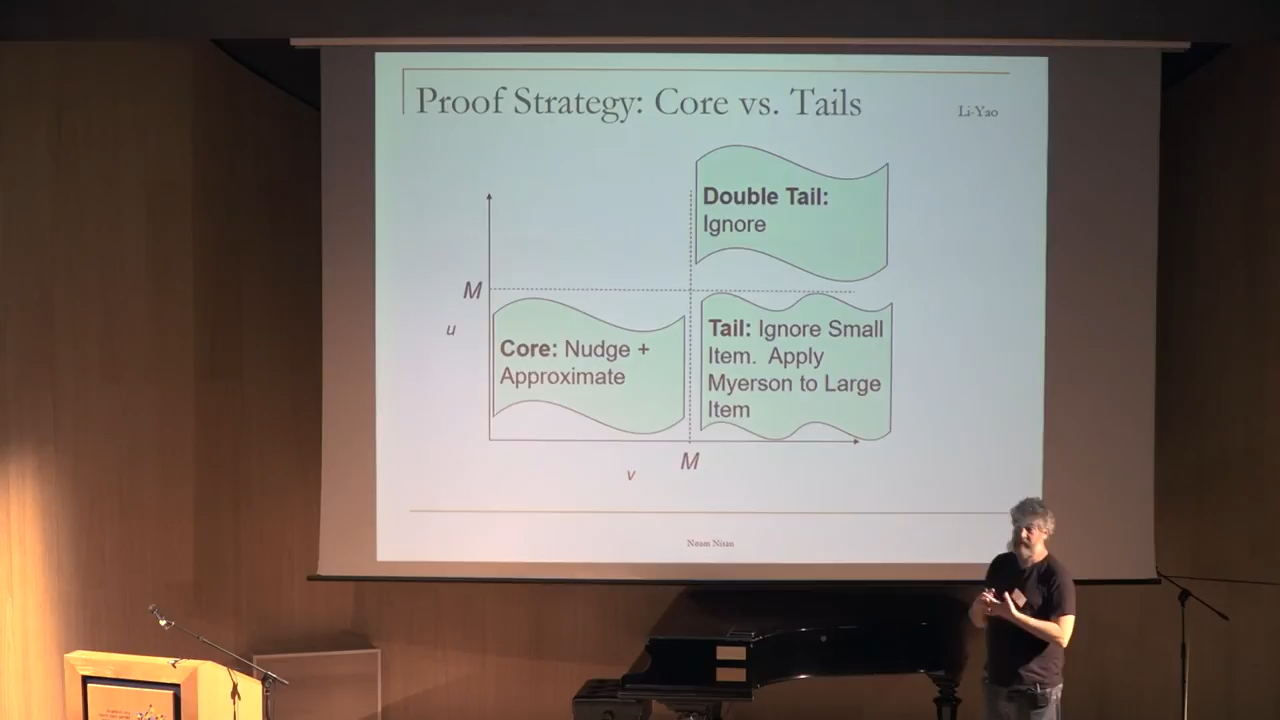 Proof Strategy: Core vs. Tails
Li-Yao
Double Tail:
Ignore
M
u
Core: Nudge +
Approximate
Tail: Ignore Small
Item. Apply
Myerson to Large
Item
M
v
Noam Nisan